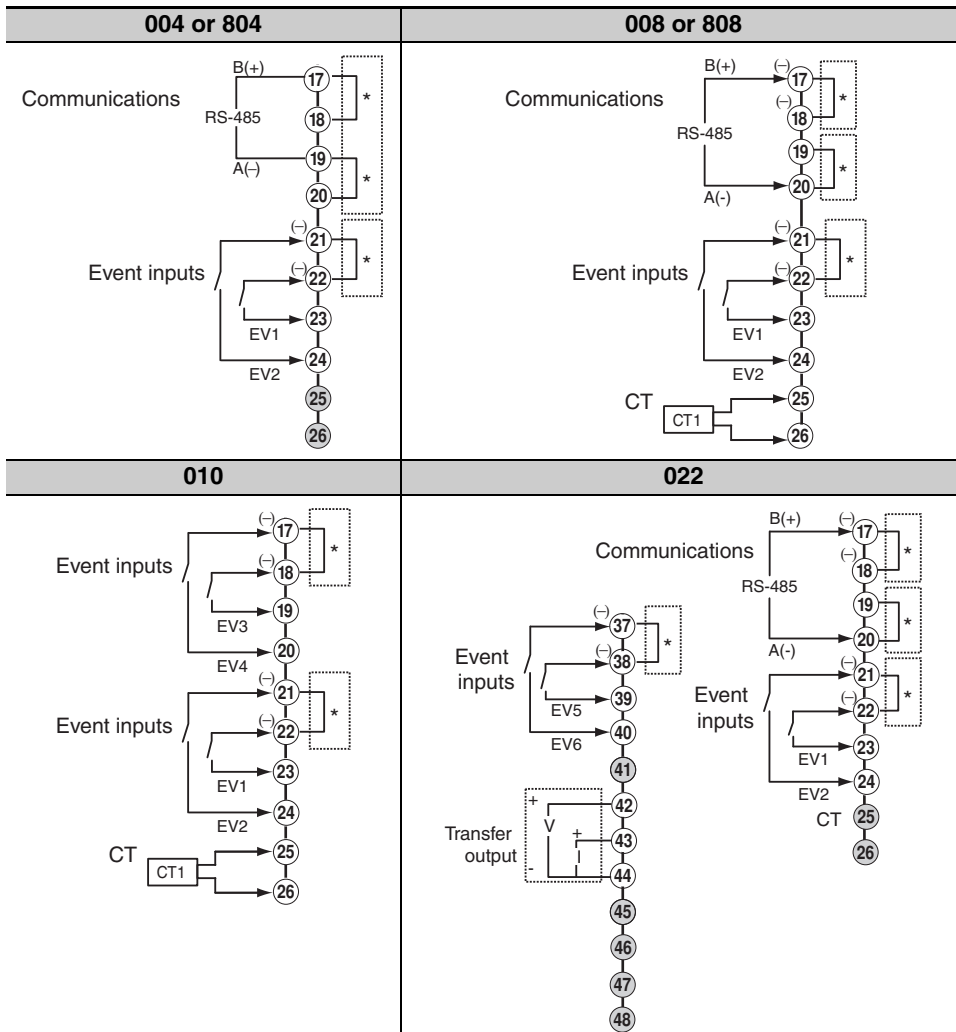 004 or 804
B(+)
17
*
Communications
18
RS-485
19
A(–)
*
20
(–)
21
*
(–)
22
Event inputs
23
EV1
24
EV2
25
26
008 or 808
B(+)
(–)
17
*
Communications
(–)
18
RS-485
19
*
A(-)
20
(–)
21
*
(–)
22
Event inputs
23
EV1
24
EV2
CT
25
CT1
26
010
(–)
17
*
Event inputs
(–)
18
19
EV3
20
EV4
(–)
21
*
Event inputs
(–)
22
23
EV1
24
EV2
CT
25
CT1
26
022
(–)
37
*
Event
inputs
(–)
38
39
EV5
40
EV6
41
+
42
V
+
43
Transfer
output
I
-
44
45
46
47
48
B(+)
(–)
17
*
Communications
(–)
18
RS-485
19
*
A(-)
20
(–)
21
*
Event
inputs
(–)
22
23
EV1
24
EV2
CT
25
26